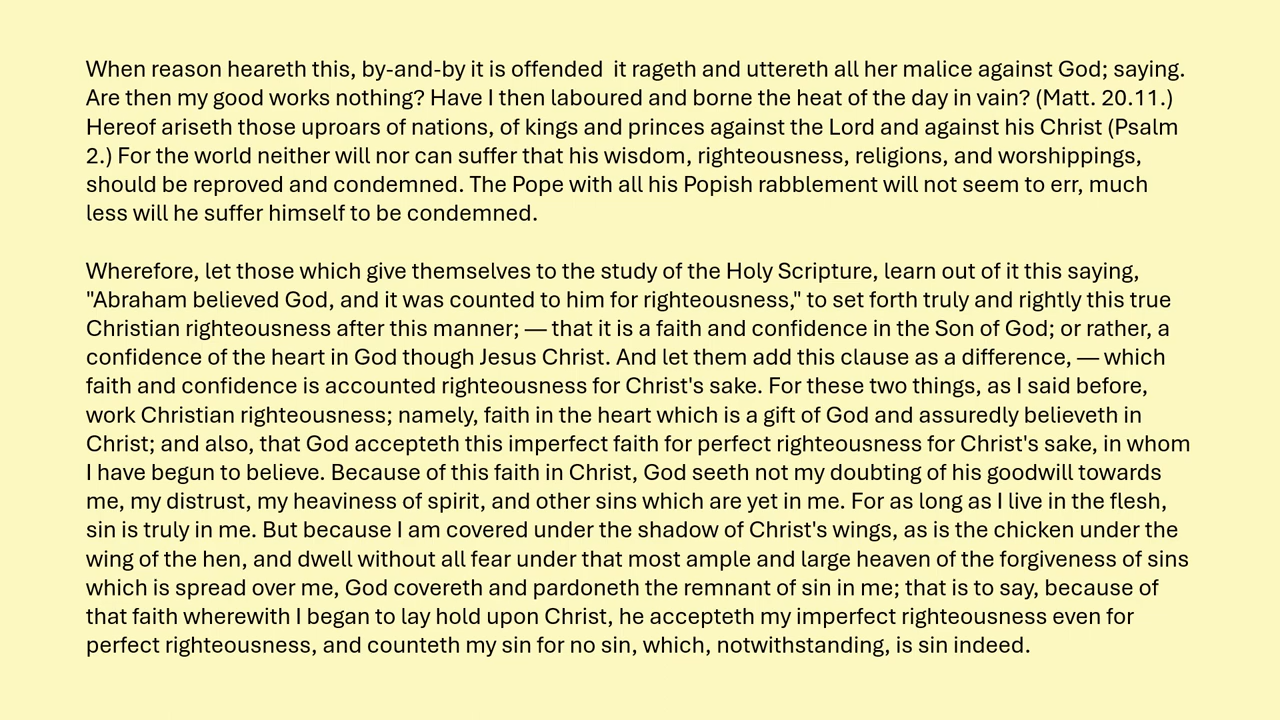 When reason heareth this, by-and-by it is offended  it rageth and uttereth all her malice against God; saying.
Are then my good works nothing? Have I then laboured and borne the heat of the day in vain? (Matt. 20.11.)
Hereof ariseth those uproars of nations, of kings and princes against the Lord and against his Christ (Psalm
2.) For the world neither will nor can suffer that his wisdom, righteousness, religions, and worshippings,
should be reproved and condemned. The Pope with all his Popish rabblement will not seem to err, much
less will he suffer himself to be condemned.

Wherefore, let those which give themselves to the study of the Holy Scripture, learn out of it this saying,
"Abraham believed God, and it was counted to him for righteousness," to set forth truly and rightly this true
Christian righteousness after this manner; — that it is a faith and confidence in the Son of God; or rather, a
confidence of the heart in God though Jesus Christ. And let them add this clause as a difference, — which
faith and confidence is accounted righteousness for Christ's sake. For these two things, as I said before,
work Christian righteousness; namely, faith in the heart which is a gift of God and assuredly believeth in
Christ; and also, that God accepteth this imperfect faith for perfect righteousness for Christ's sake, in whom
I have begun to believe. Because of this faith in Christ, God seeth not my doubting of his goodwill towards
me, my distrust, my heaviness of spirit, and other sins which are yet in me. For as long as I live in the flesh,
sin is truly in me. But because I am covered under the shadow of Christ's wings, as is the chicken under the
wing of the hen, and dwell without all fear under that most ample and large heaven of the forgiveness of sins
which is spread over me, God covereth and pardoneth the remnant of sin in me; that is to say, because of
that faith wherewith I began to lay hold upon Christ, he accepteth my imperfect righteousness even for
perfect righteousness, and counteth my sin for no sin, which, notwithstanding, is sin indeed.